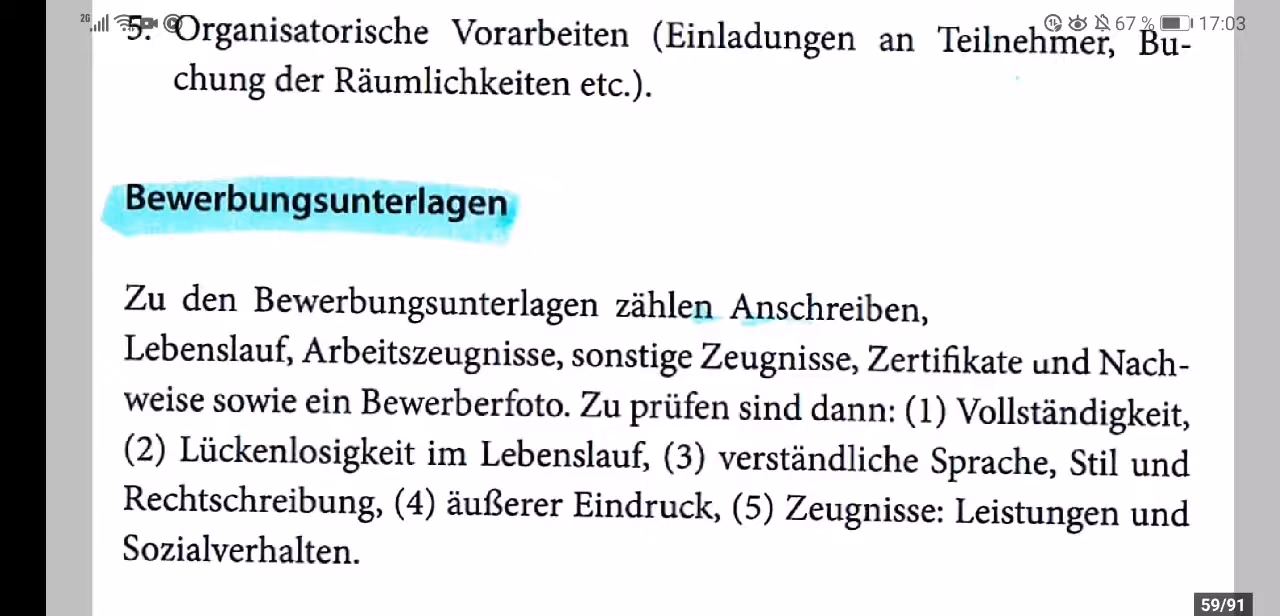 2G 67 % 17:03
5. Organisatorische Vorarbeiten (Einladungen an Teilnehmer, Bu-
chung der Räumlichkeiten etc.).
Bewerbungsunterlagen
Zu den Bewerbungsunterlagen zählen Anschreiben,
Lebenslauf, Arbeitszeugnisse, sonstige Zeugnisse, Zertifikate und Nach-
weise sowie ein Bewerberfoto. Zu prüfen sind dann: (1) Vollständigkeit,
(2) Lückenlosigkeit im Lebenslauf, (3) verständliche Sprache, Stil und
Rechtschreibung, (4) äußerer Eindruck, (5) Zeugnisse: Leistungen und
Sozialverhalten.
59/91